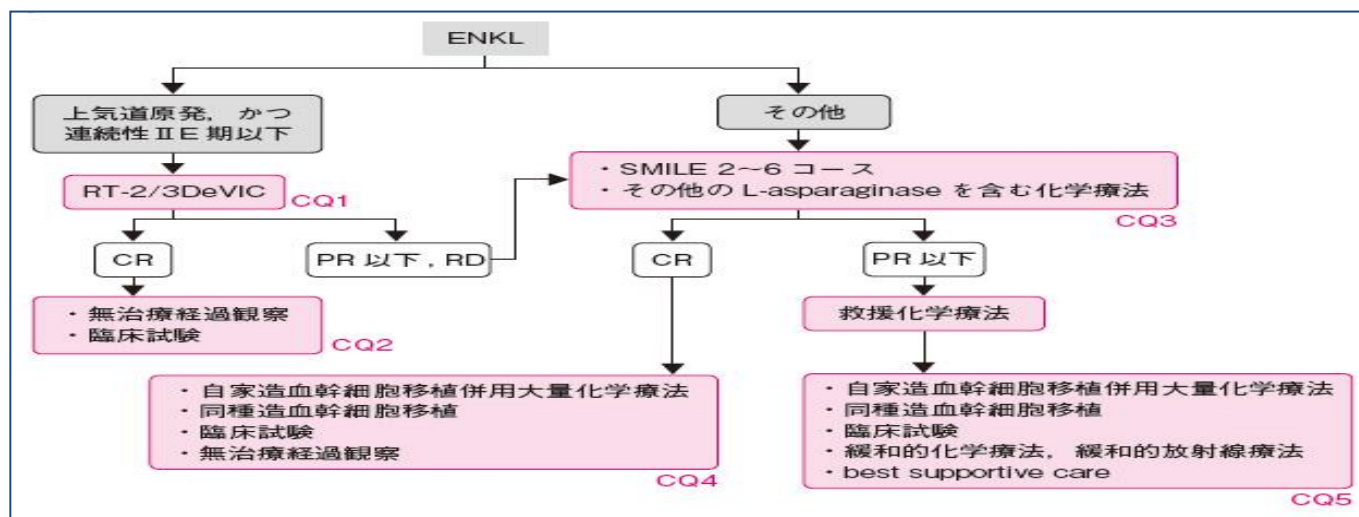 ENKL
上気道原発，かつ
連続性ⅡE期以下
その他
RT-2/3DeVIC
CQ1
・SMILE 2～6 コース
・その他の L-asparaginase を含む化学療法
CQ3
CR
PR 以下，RD
CR
PR 以下
・無治療経過観察
・臨床試験
CQ2
救援化学療法
・自家造血幹細胞移植併用大量化学療法
・同種造血幹細胞移植
・臨床試験
・無治療経過観察
CQ4
・自家造血幹細胞移植併用大量化学療法
・同種造血幹細胞移植
・臨床試験
・緩和的化学療法，緩和的放射線療法
・best supportive care
CQ5